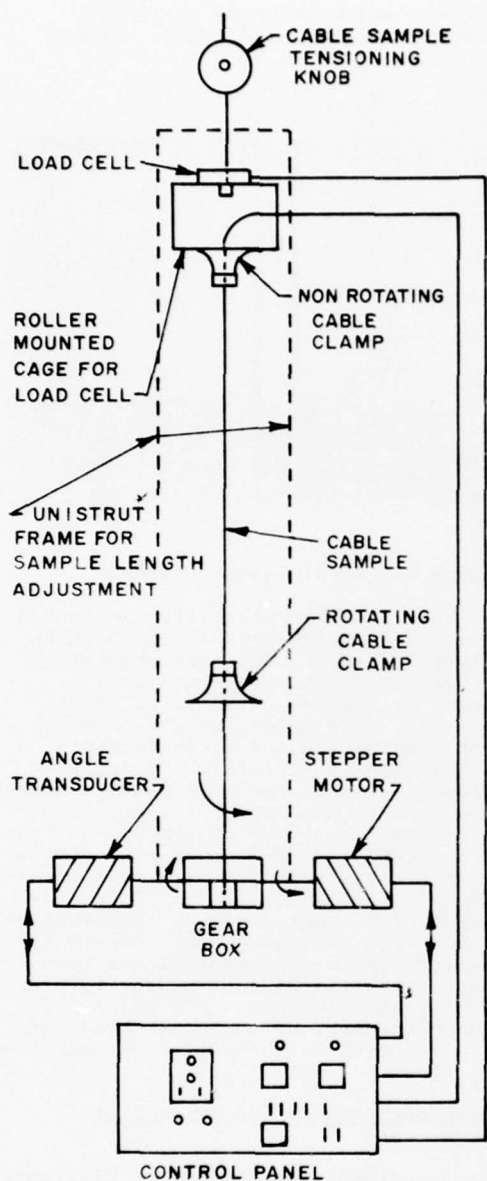 CABLE SAMPLE
TENSIONING
KNOB
LOAD CELL
NON ROTATING
CABLE
CLAMP
ROLLER
MOUNTED
CAGE FOR
LOAD CELL
UNISTRUT
FRAME FOR
SAMPLE LENGTH
ADJUSTMENT
CABLE
SAMPLE
ROTATING
CABLE
CLAMP
ANGLE
TRANSDUCER
STEPPER
MOTOR
GEAR
BOX
CONTROL PANEL